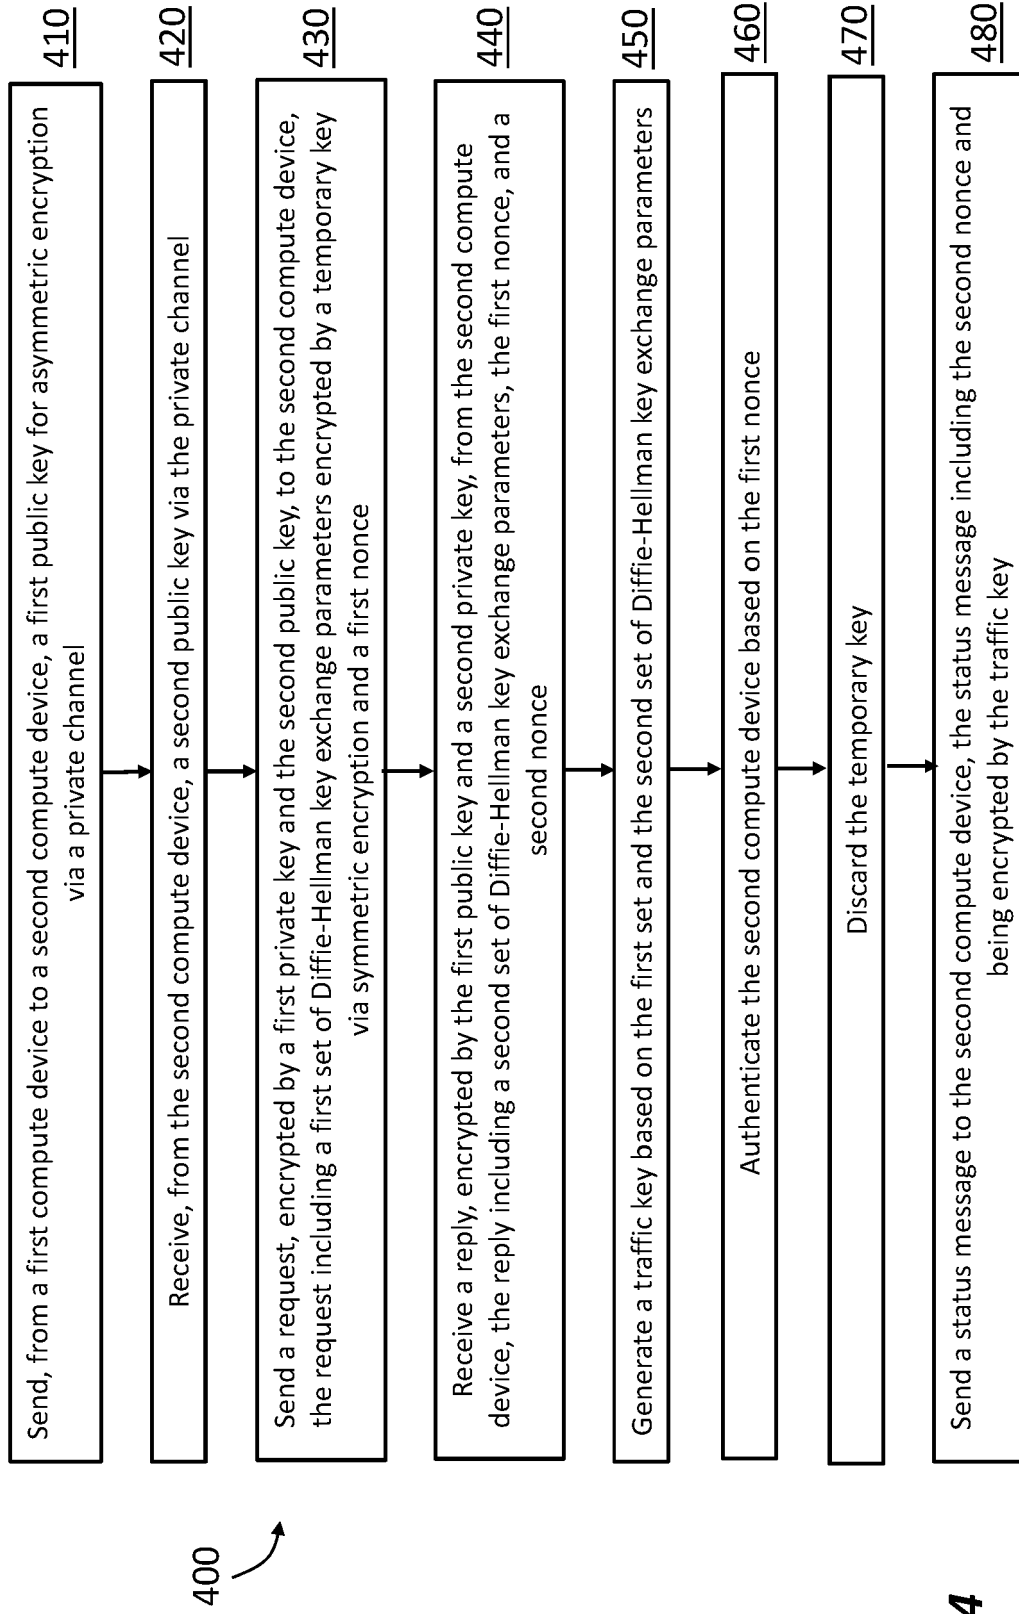 410
Send, from a first compute device to a second compute device, a first public key for asymmetric encryption
via a private channel
420
Receive, from the second compute device, a second public key via the private channel
430
Send a request, encrypted by a first private key and the second public key, to the second compute device,
the request including a first set of Diffie-Hellman key exchange parameters encrypted by a temporary key
via symmetric encryption and a first nonce
440
Receive a reply, encrypted by the first public key and a second private key, from the second compute
device, the reply including a second set of Diffie-Hellman key exchange parameters, the first nonce, and a
second nonce
450
Generate a traffic key based on the first set and the second set of Diffie-Hellman key exchange parameters
460
Authenticate the second compute device based on the first nonce
470
Discard the temporary key
480
Send a status message to the second compute device, the status message including the second nonce and
being encrypted by the traffic key
400
4